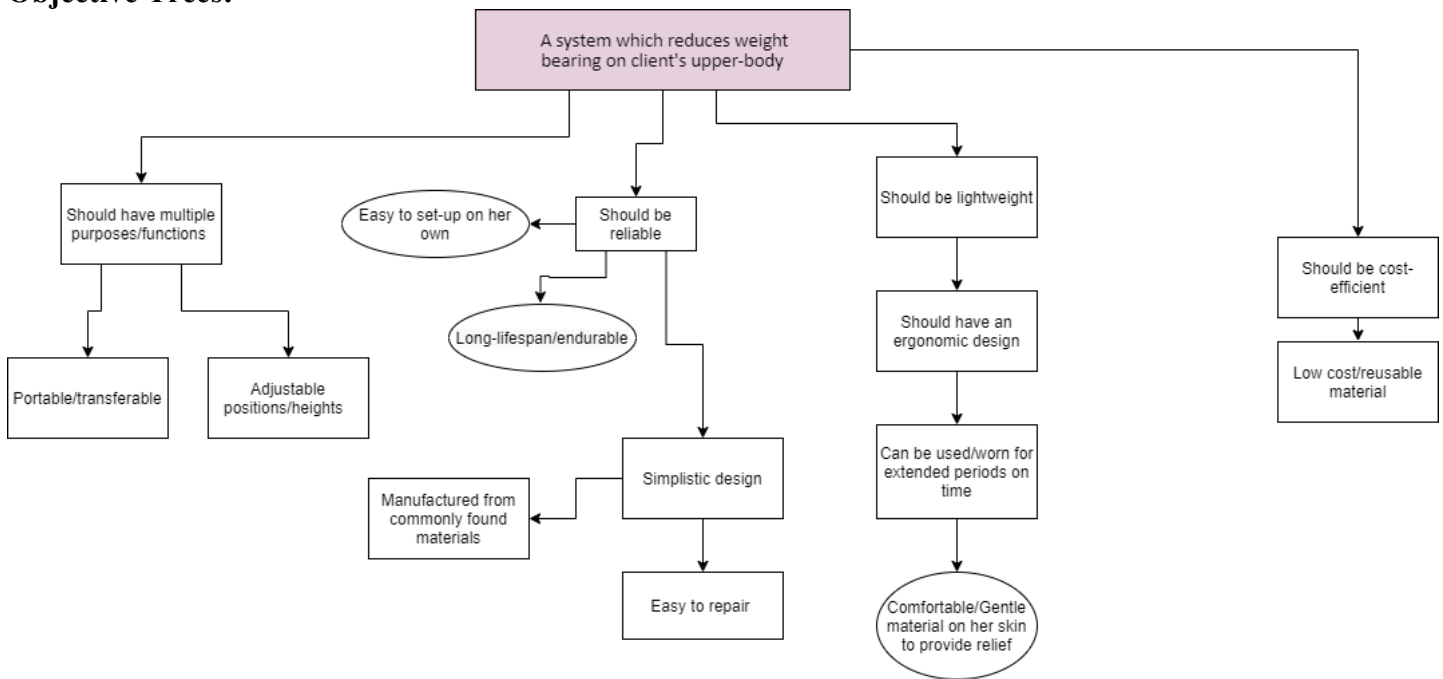 Objective Trees:
A system which reduces weight
bearing on client's upper-body
Should have multiple
purposes/functions
Portable/transferable
Adjustable
positions/heights
Easy to set-up on her
own
Should be
reliable
Long-lifespan/endurable
Simplistic design
Manufactured from
commonly found
materials
Easy to repair
Should be lightweight
Should have an
ergonomic design
Can be used/worn for
extended periods on
time
Comfortable/Gentle
material on her skin
to provide relief
Should be cost-
efficient
Low cost/reusable
material